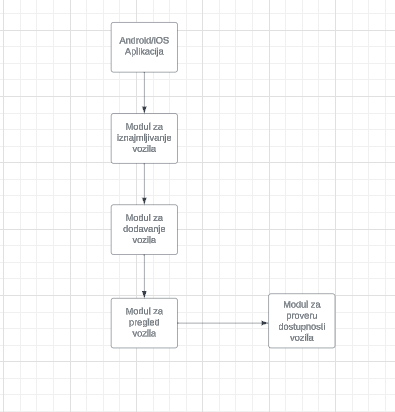 Android/iOS
Aplikacija
Modul za
iznajmljivanje
vozila
Modul za
dodavanje
vozila
Modul za
pregled
vozila
Modul za
proveru
dostupnosti
vozila